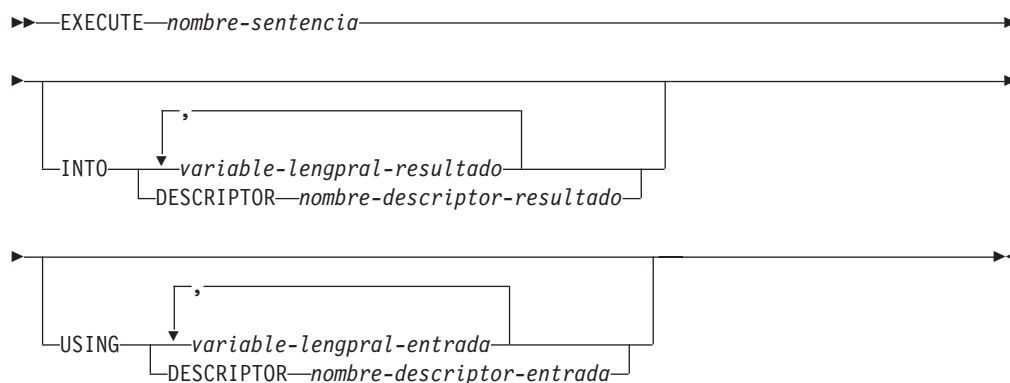 EXECUTE nombre-sentencia
,
INTO variable-lengpral-resultado
DESCRIPTOR nombre-descriptor-resultado
,
USING variable-lengpral-entrada
DESCRIPTOR nombre-descriptor-entrada